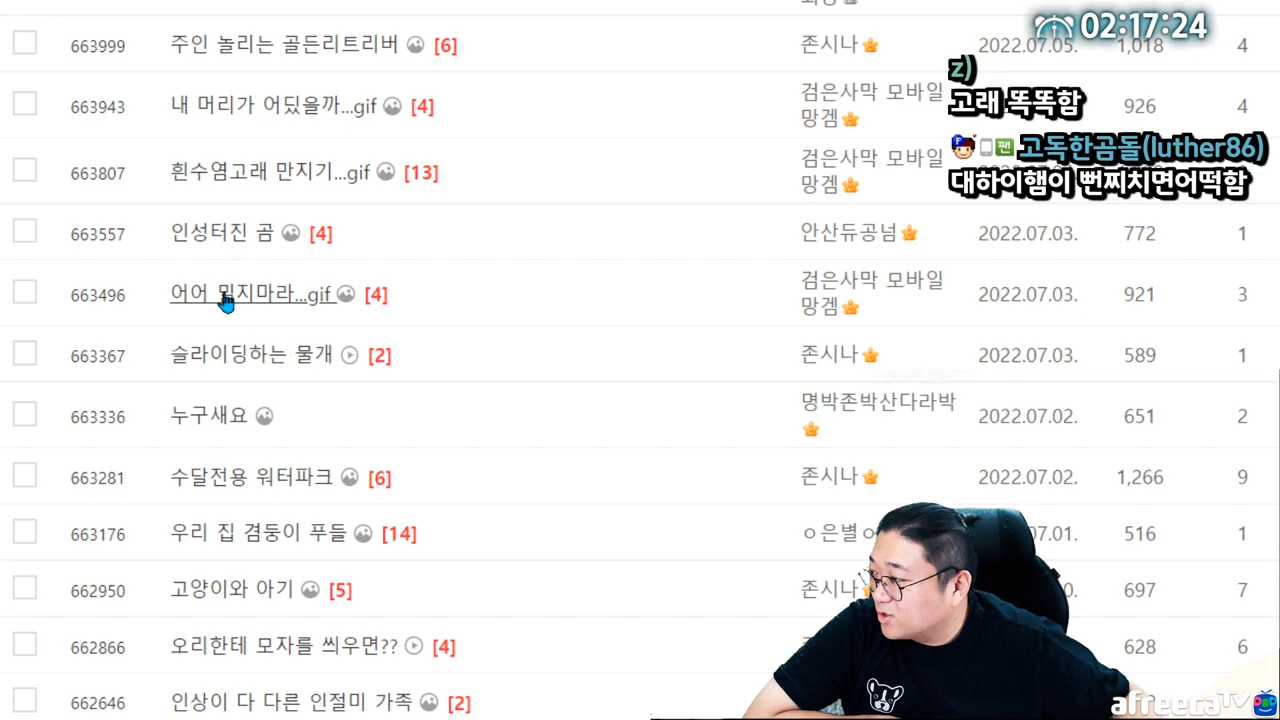 02:17:24
663999 주인 놀리는 골든리트리버 [6] 존시나 2022.07.05. 1,018 4
z)
고래 똑똑함
663943 내 머리가 어딨을까...gif [4] 검은사막 모바일 망겜 926 4
고독한곰돌(luther86)
대하이햄이 뻔찌치면어떡함
663807 흰수염고래 만지기...gif [13] 검은사막 모바일 망겜
663557 인성터진 곰 [4] 안산듀공넘 2022.07.03. 772 1
663496 어어 밀지마라...gif [4] 검은사막 모바일 망겜 2022.07.03. 921 3
663367 슬라이딩하는 물개 [2] 존시나 2022.07.03. 589 1
663336 누구새요 명박존박산다라박 2022.07.02. 651 2
663281 수달전용 워터파크 [6] 존시나 2022.07.02. 1,266 9
663176 우리 집 겸둥이 푸들 [14] ㅇ은별ㅇ 07.01. 516 1
662950 고양이와 아기 [5] 존시나 697 7
662866 오리한테 모자를 씌우면?? [4] 628 6
662646 인상이 다 다른 인절미 가족 [2]
afreecaTV